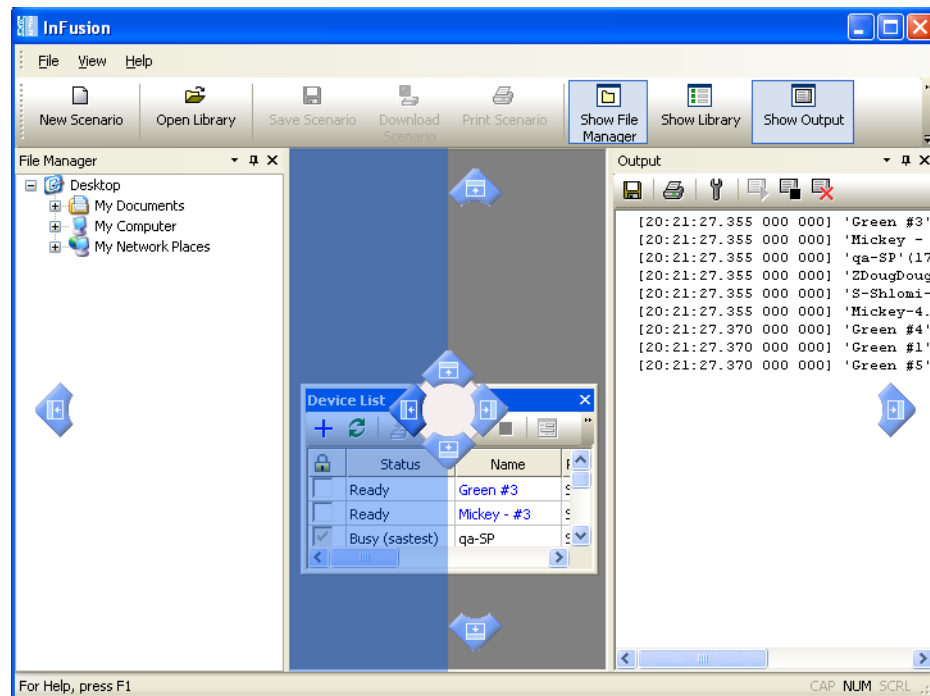 InFusion
File View Help
New Scenario Open Library Save Scenario Download Scenario Print Scenario Show File Manager Show Library Show Output
File Manager
Desktop
My Documents
My Computer
My Network Places
Device List
Status Name
Ready Green #3
Ready Mickey - #3
Busy (sastest) qa-SP
Output
[20:21:27.355 000 000] 'Green #3'
[20:21:27.355 000 000] 'Mickey -
[20:21:27.355 000 000] 'qa-SP'(17
[20:21:27.355 000 000] 'ZDougDoug
[20:21:27.355 000 000] 'S-Shlomi-
[20:21:27.355 000 000] 'Mickey-4.
[20:21:27.370 000 000] 'Green #4'
[20:21:27.370 000 000] 'Green #1'
[20:21:27.370 000 000] 'Green #5'
For Help, press F1
CAP NUM SCRL